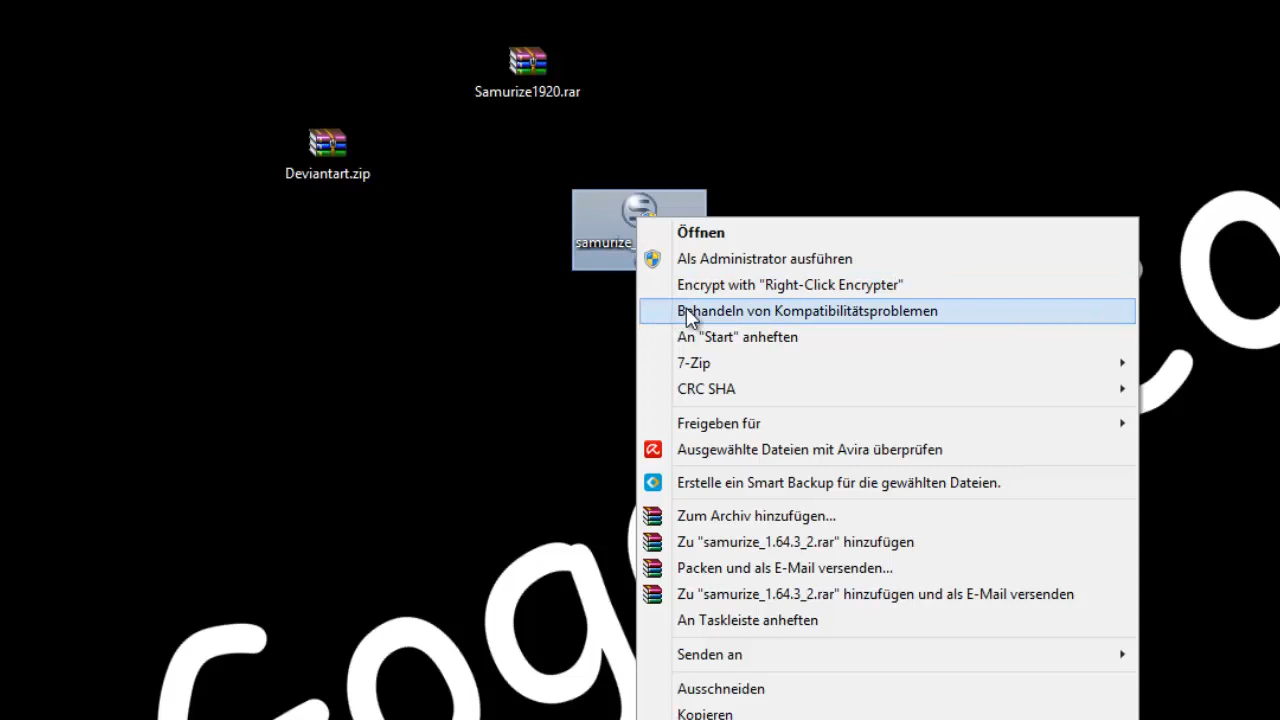 Samurize1920.rar
Deviantart.zip
samurize_
Öffnen
Als Administrator ausführen
Encrypt with "Right-Click Encrypter"
Behandeln von Kompatibilitätsproblemen
An "Start" anheften
7-Zip
CRC SHA
Freigeben für
Ausgewählte Dateien mit Avira überprüfen
Erstelle ein Smart Backup für die gewählten Dateien.
Zum Archiv hinzufügen...
Zu "samurize_1.64.3_2.rar" hinzufügen
Packen und als E-Mail versenden...
Zu "samurize_1.64.3_2.rar" hinzufügen und als E-Mail versenden
An Taskleiste anheften
Senden an
Ausschneiden
Kopieren